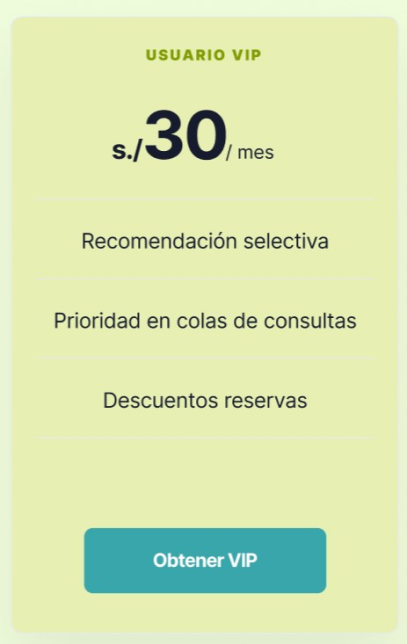 USUARIO VIP
s./30/ mes
Recomendación selectiva
Prioridad en colas de consultas
Descuentos reservas
Obtener VIP